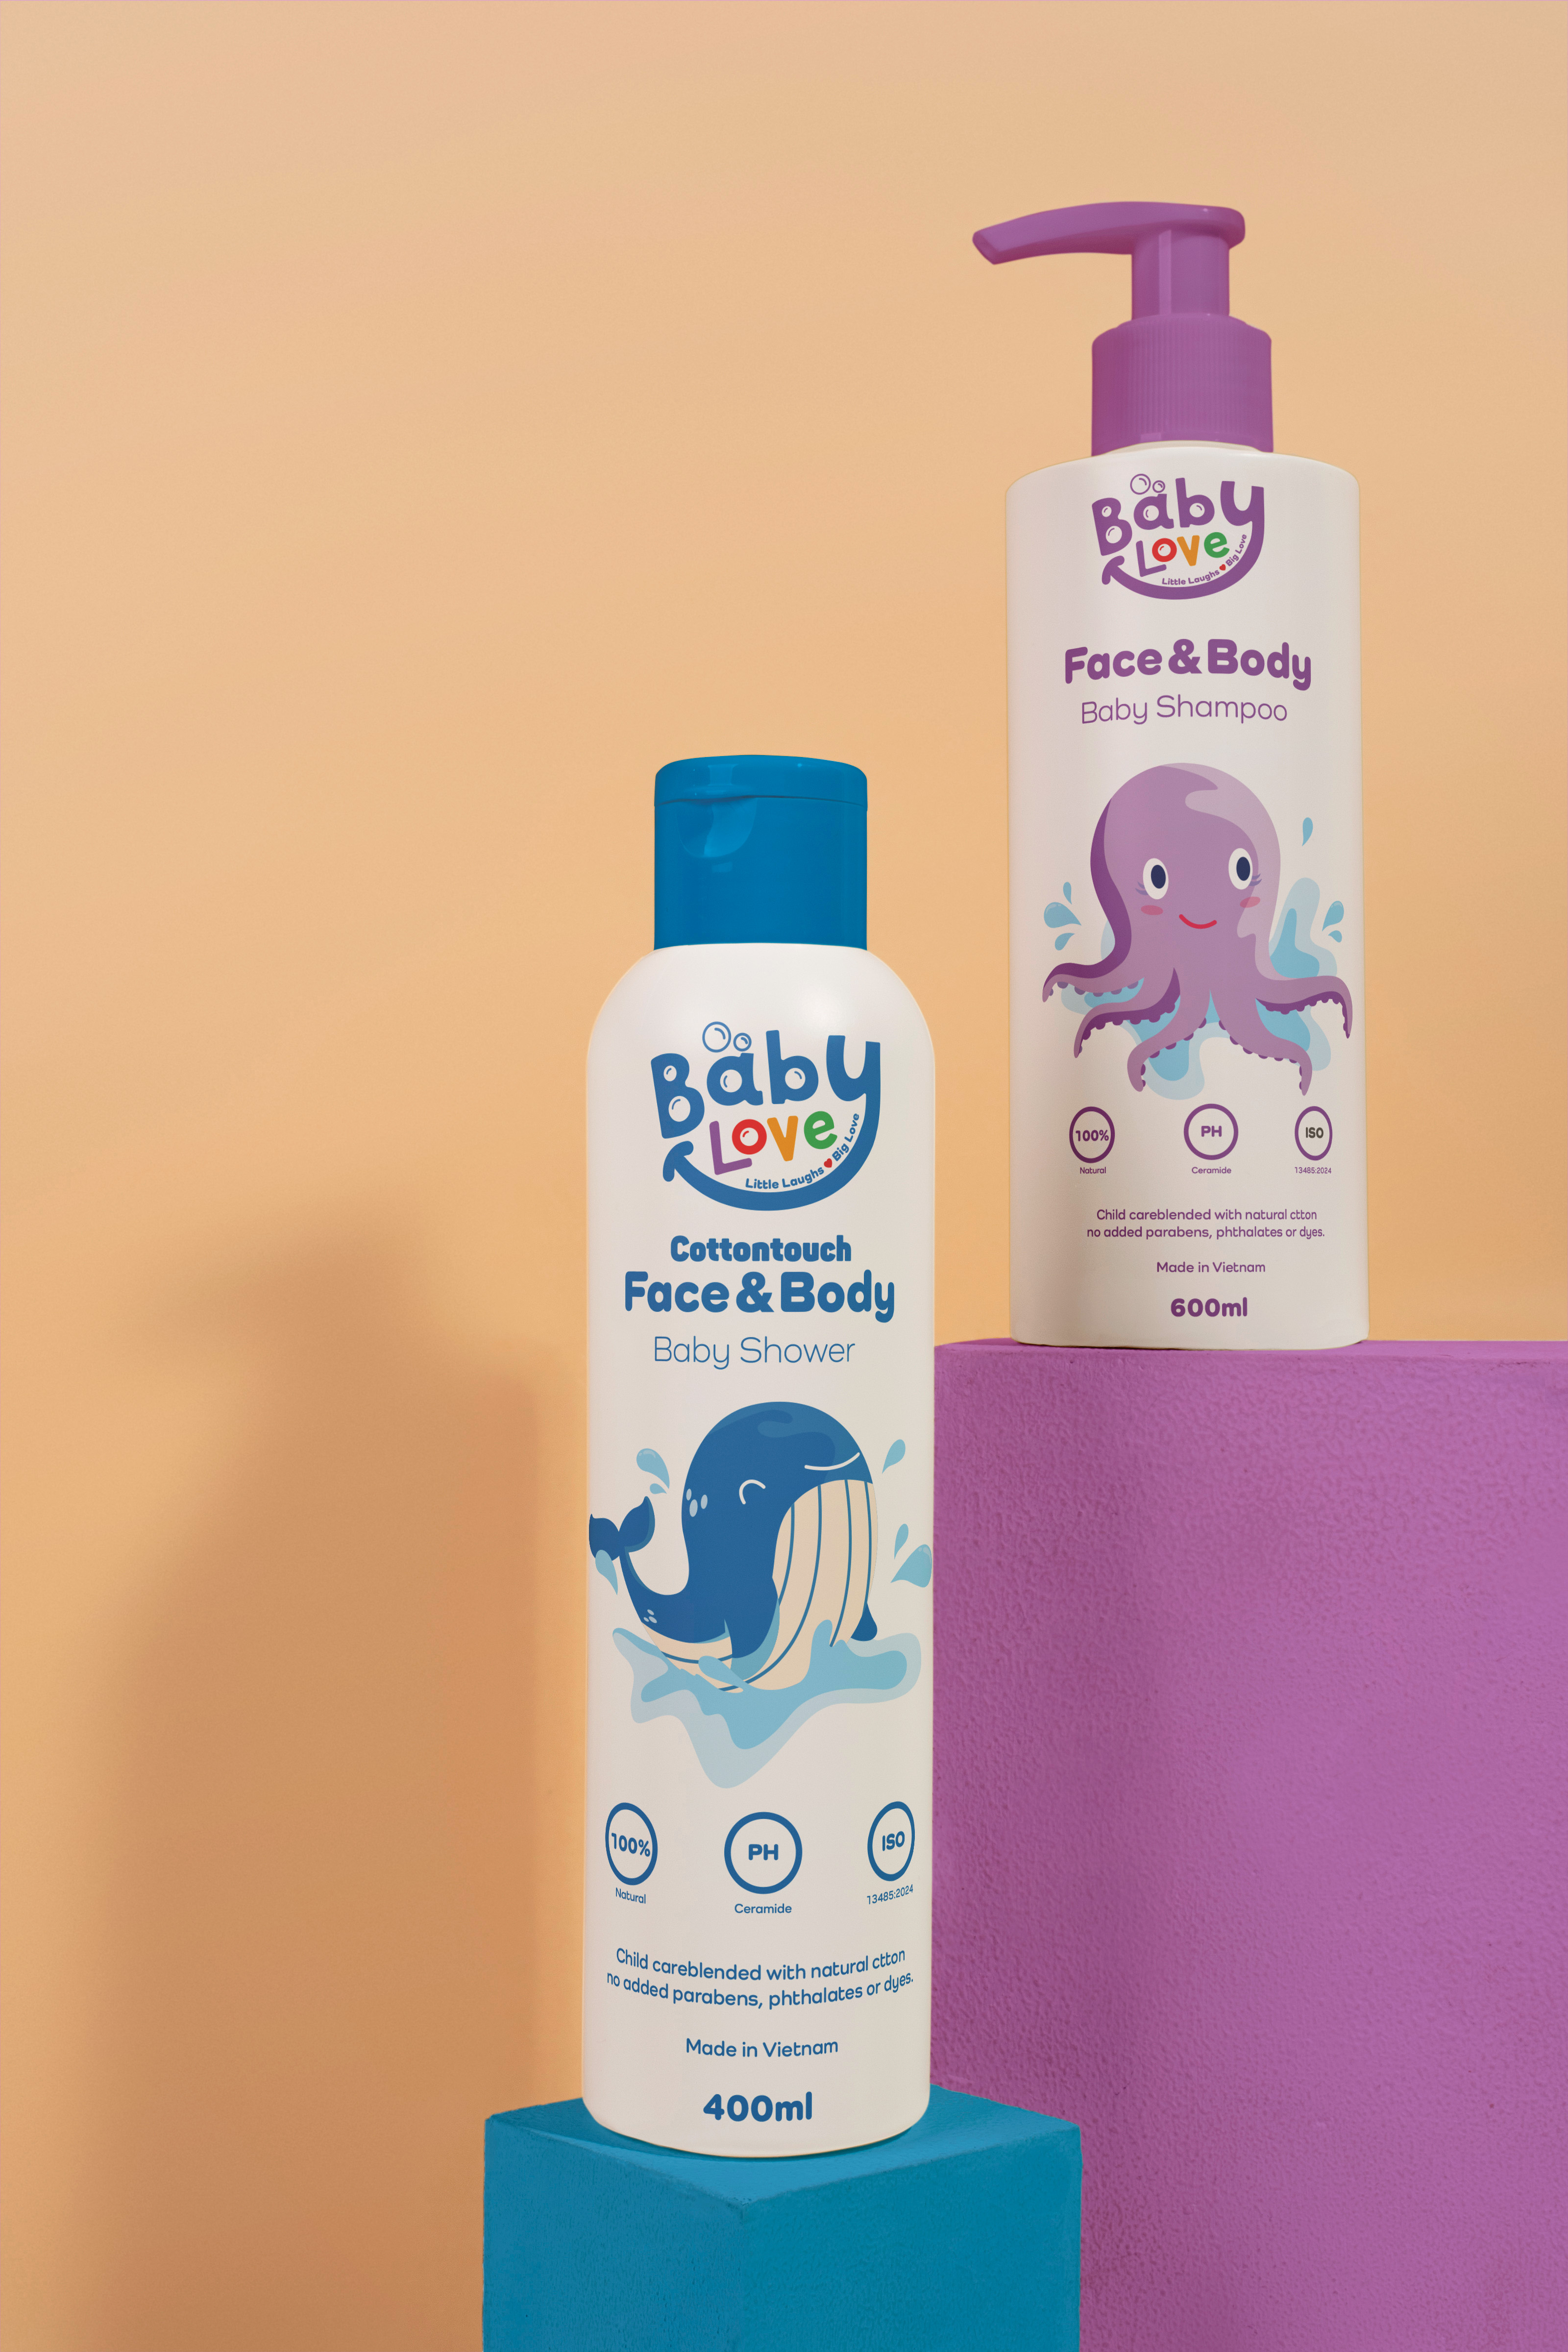 Baby
Love
Little Laughs Big Love
Face & Body
Baby Shampoo
100%
Natural
PH
Ceramide
ISO
13485:2024
Child careblended with natural ctton
no added parabens, phthalates or dyes.
Made in Vietnam
600ml
Baby
Love
Little Laughs Big Love
Cottontouch
Face & Body
Baby Shower
100%
Natural
PH
Ceramide
ISO
13485:2024
Child careblended with natural ctton
no added parabens, phthalates or dyes.
Made in Vietnam
400ml